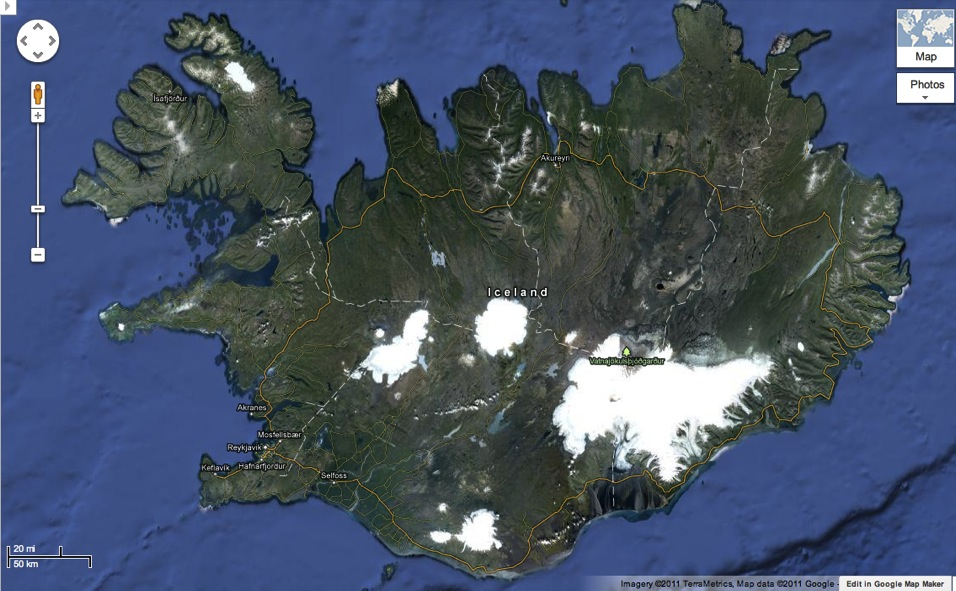 Map
Photos
Ísafjörður
Akureyri
Iceland
Vatnajökulsþjóðgarður
Akranes
Mosfellsbær
Reykjavík
Hafnarfjörður
Keflavík
Selfoss
20 mi
50 km
Imagery ©2011 TerraMetrics, Map data ©2011 Google - Edit in Google Map Maker